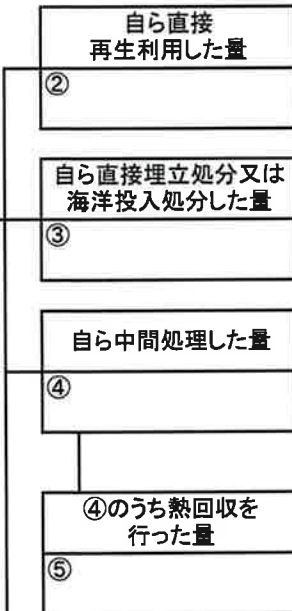 自ら直接
再生利用した量
②
自ら直接埋立処分又は
海洋投入処分した量
③
自ら中間処理した量
④
④のうち熱回収を
行った量
⑤